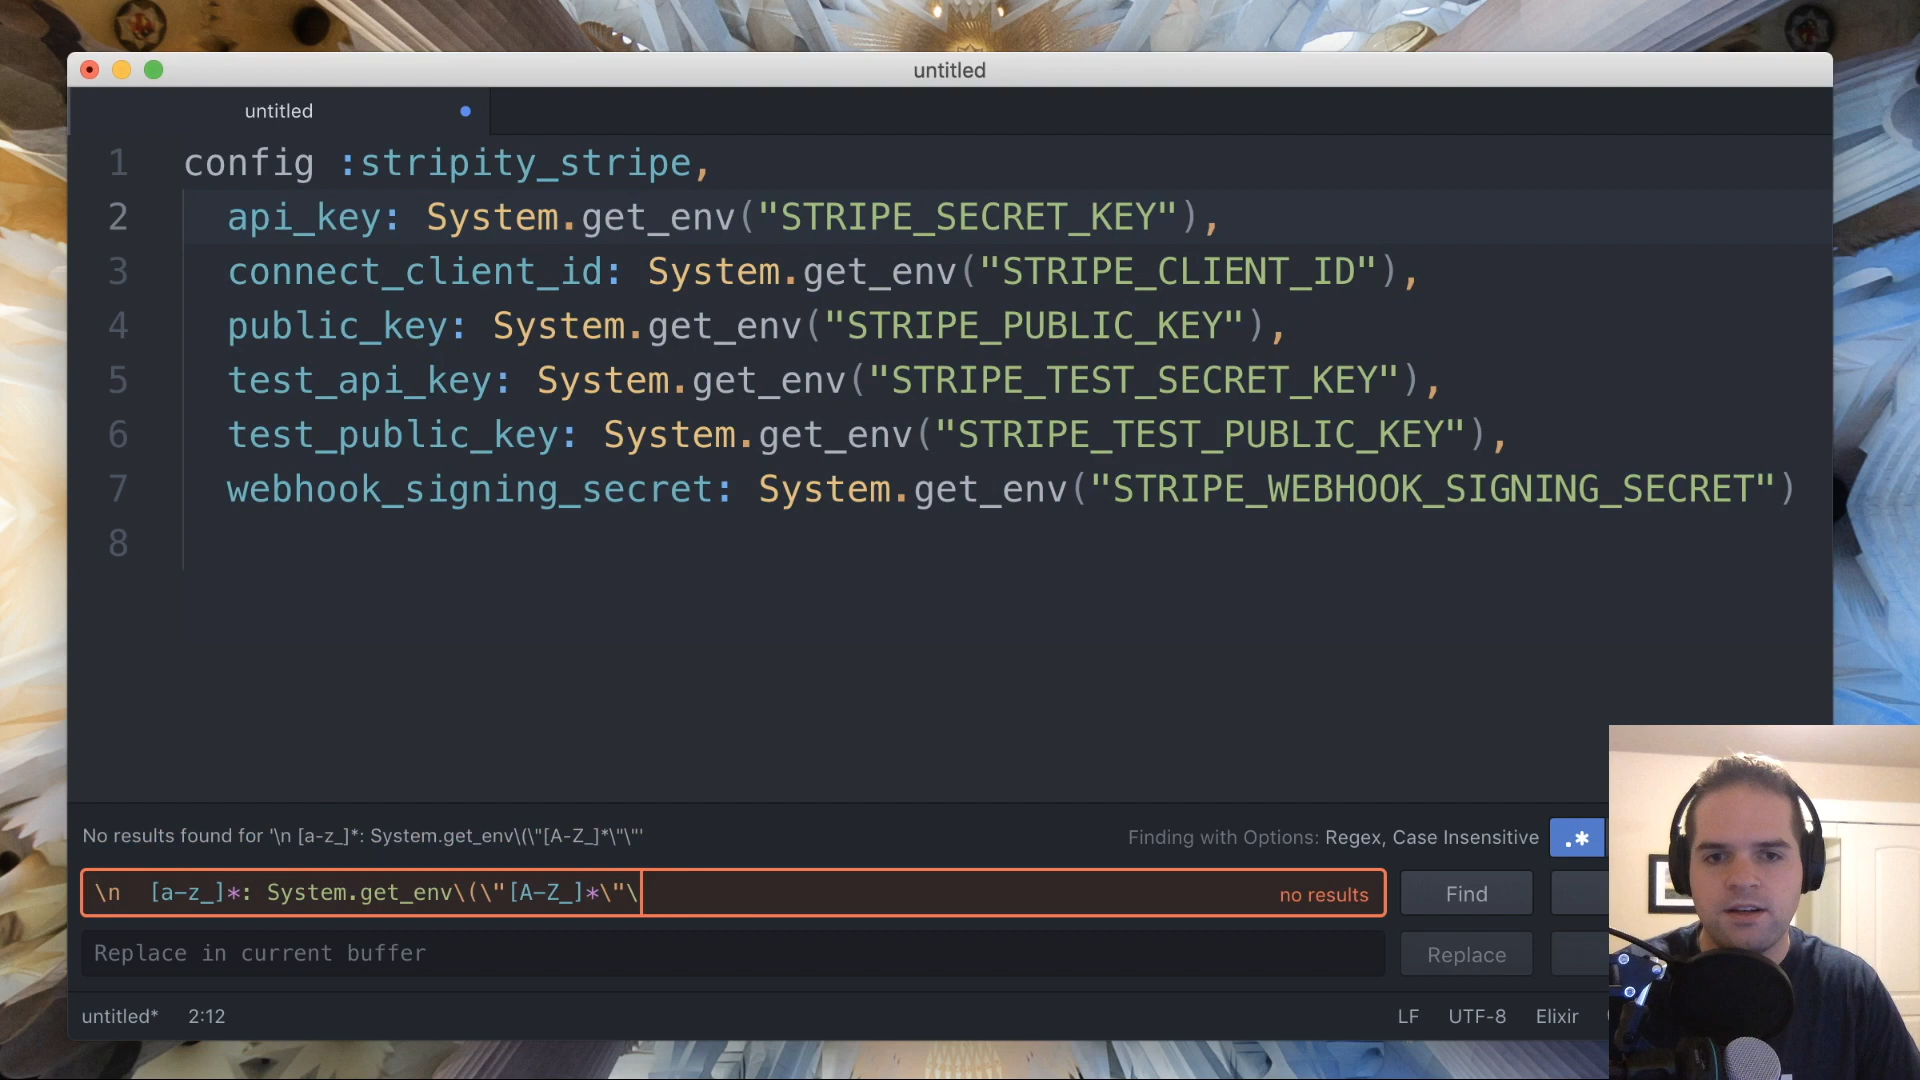 untitled
untitled
1 config :stripity_stripe,
2 api_key: System.get_env("STRIPE_SECRET_KEY"),
3 connect_client_id: System.get_env("STRIPE_CLIENT_ID"),
4 public_key: System.get_env("STRIPE_PUBLIC_KEY"),
5 test_api_key: System.get_env("STRIPE_TEST_SECRET_KEY"),
6 test_public_key: System.get_env("STRIPE_TEST_PUBLIC_KEY"),
7 webhook_signing_secret: System.get_env("STRIPE_WEBHOOK_SIGNING_SECRET")
8
No results found for '\n [a-z_]*: System.get_env\(\"[A-Z_]*\"\"' Finding with Options: Regex, Case Insensitive .*
\n  [a-z_]*: System.get_env\(\"[A-Z_]*\"\ no results Find
Replace in current buffer Replace
untitled* 2:12 LF UTF-8 Elixir